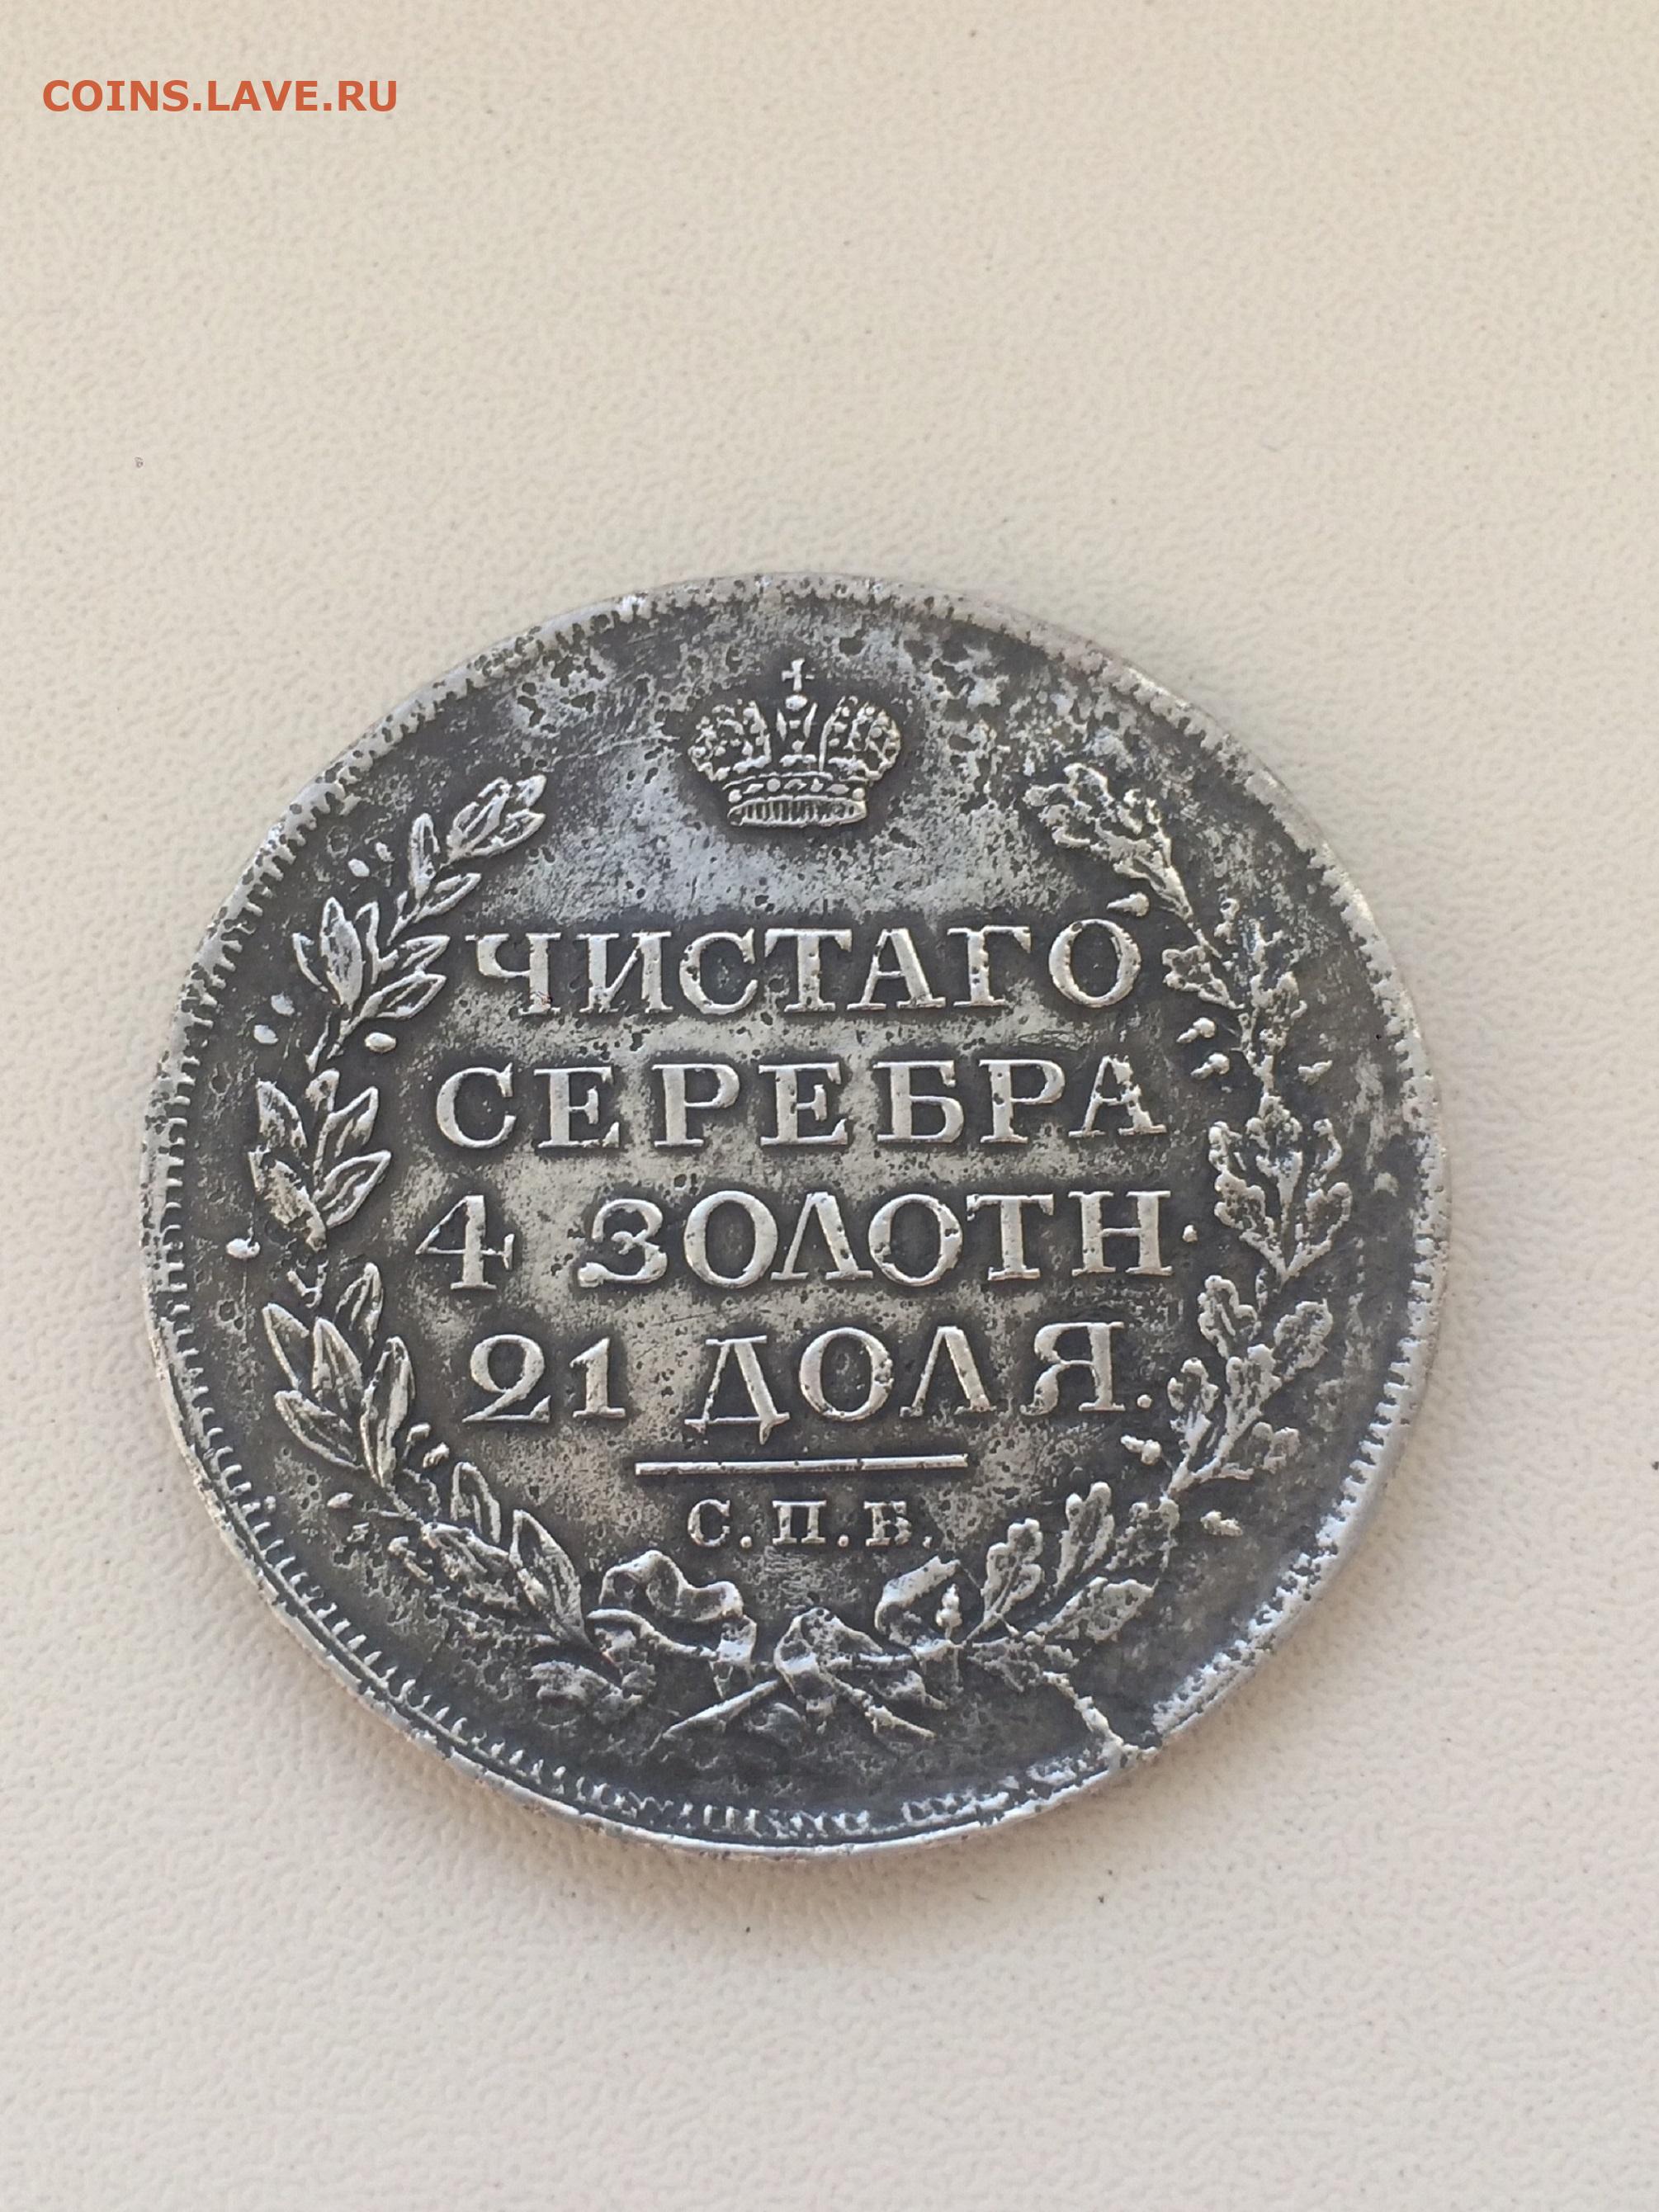 COINS.LAVE.RU
ЧИСТАГО
СЕРЕБРА
4 ЗОЛОТН.
21 ДОЛЯ.
С.П.Б.